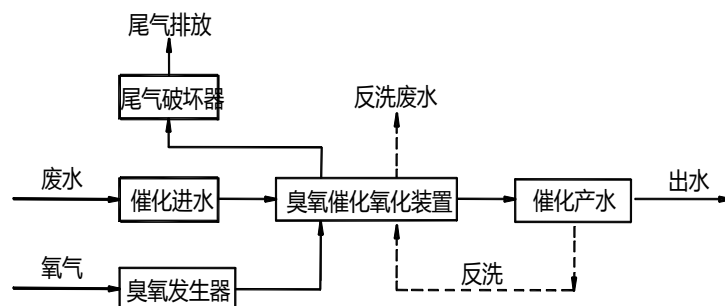 尾气排放
尾气破坏器
反洗废水
废水
催化进水
臭氧催化氧化装置
催化产水
出水
氧气
臭氧发生器
反洗